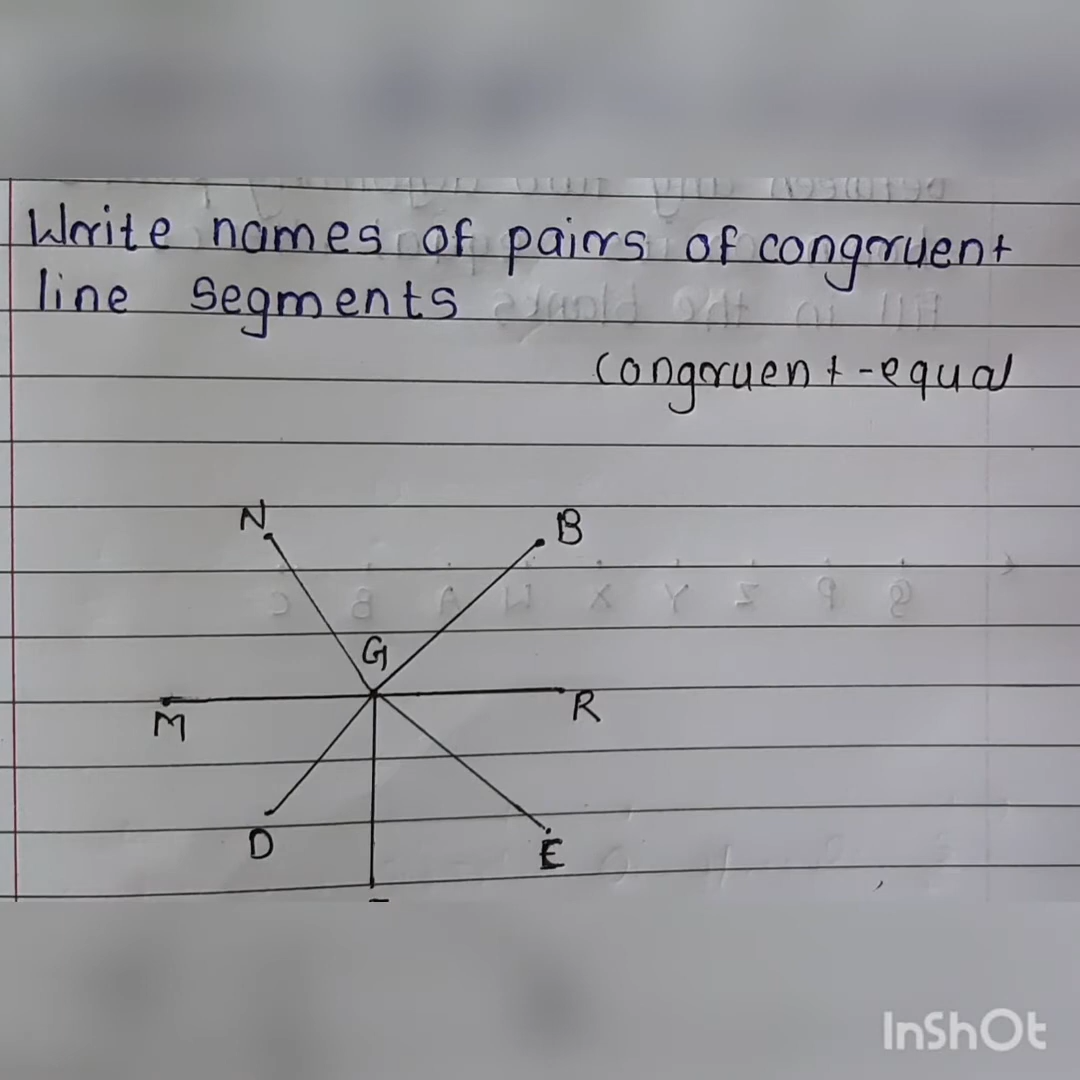 Write names of pairs of congruent
line segments
congruent - equal
N
B
G
M
R
D
E
InShOt